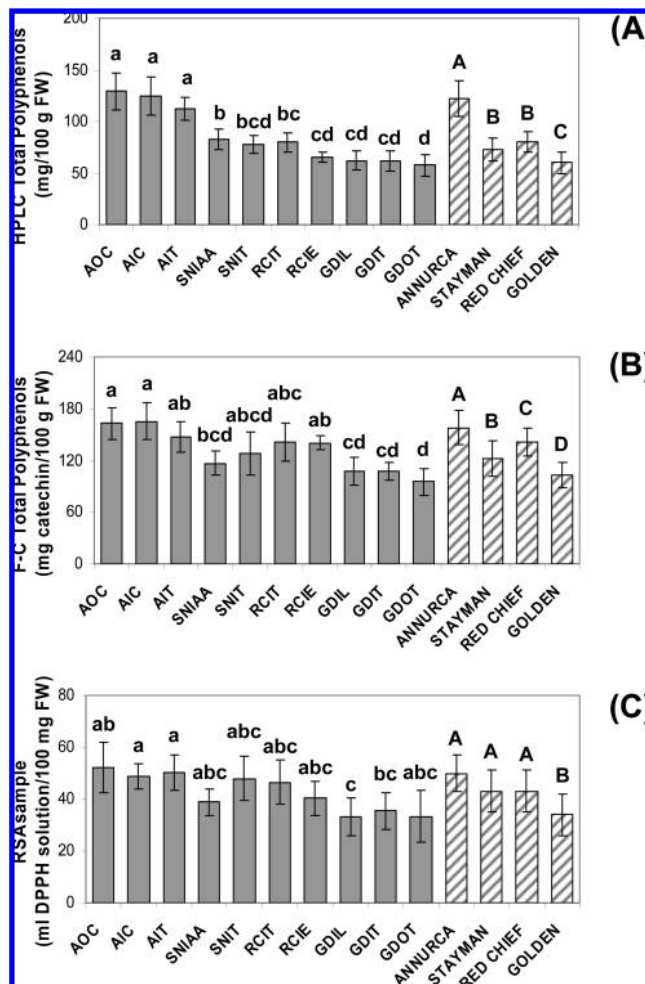 (A
HPLC Total Polyphenols
(mg/100 g FW)
200
150
100
50
0
a a a b bcd bc cd cd cd d A B B C
AOC AIC AIT SNIAA SNIT RCIT RCIE GDIL GDIT GDOT ANNURCA STAYMAN RED CHIEF GOLDEN
(B)
F-C Total Polyphenols
(mg catechin/100 g FW)
240
180
120
60
0
a a ab bcd abcd abc ab cd cd d A B C D
AOC AIC AIT SNIAA SNIT RCIT RCIE GDIL GDIT GDOT ANNURCA STAYMAN RED CHIEF GOLDEN
(C)
RSAsample
(ml DPPH solution/100 mg FW)
80
60
40
20
0
ab a a abc abc abc abc c bc abc A A A B
AOC AIC AIT SNIAA SNIT RCIT RCIE GDIL GDIT GDOT ANNURCA STAYMAN RED CHIEF GOLDEN